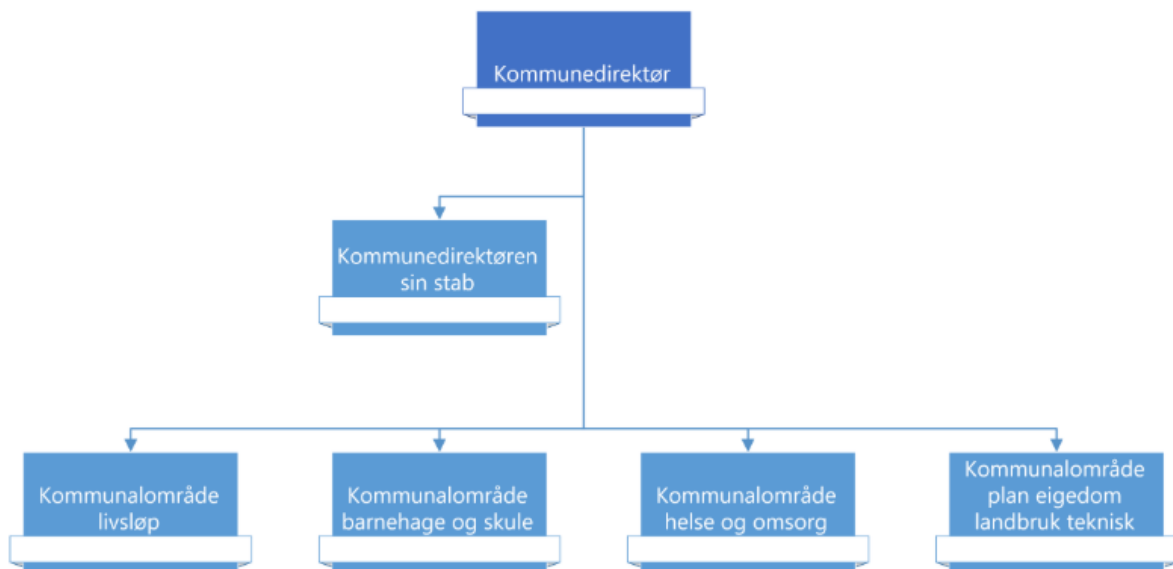 Kommunedirektør
Kommunedirektøren
sin stab
Kommunalområde
livsløp
Kommunalområde
barnehage og skule
Kommunalområde
helse og omsorg
Kommunalområde
plan eigedom
landbruk teknisk